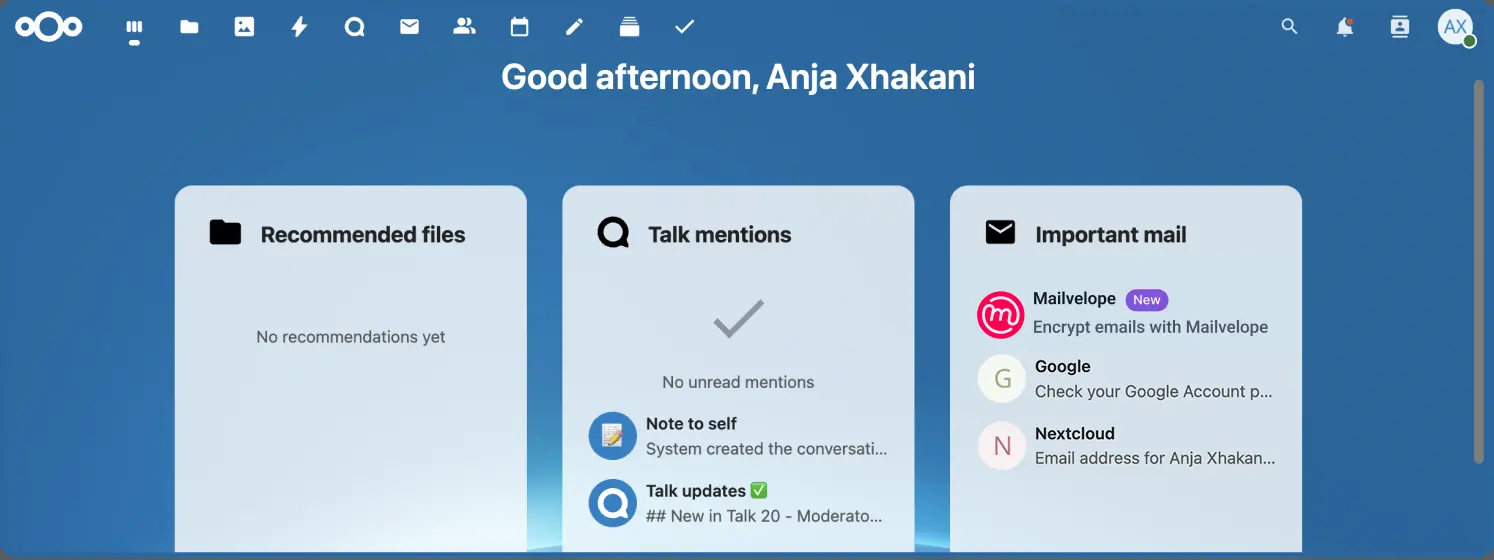 AX
Good afternoon, Anja Xhakani
Recommended files
No recommendations yet
Talk mentions
No unread mentions
Note to self
System created the conversati...
Talk updates ✅
## New in Talk 20 - Moderato...
Important mail
m
Mailvelope New
Encrypt emails with Mailvelope
G
Google
Check your Google Account p...
N
Nextcloud
Email address for Anja Xhakan...